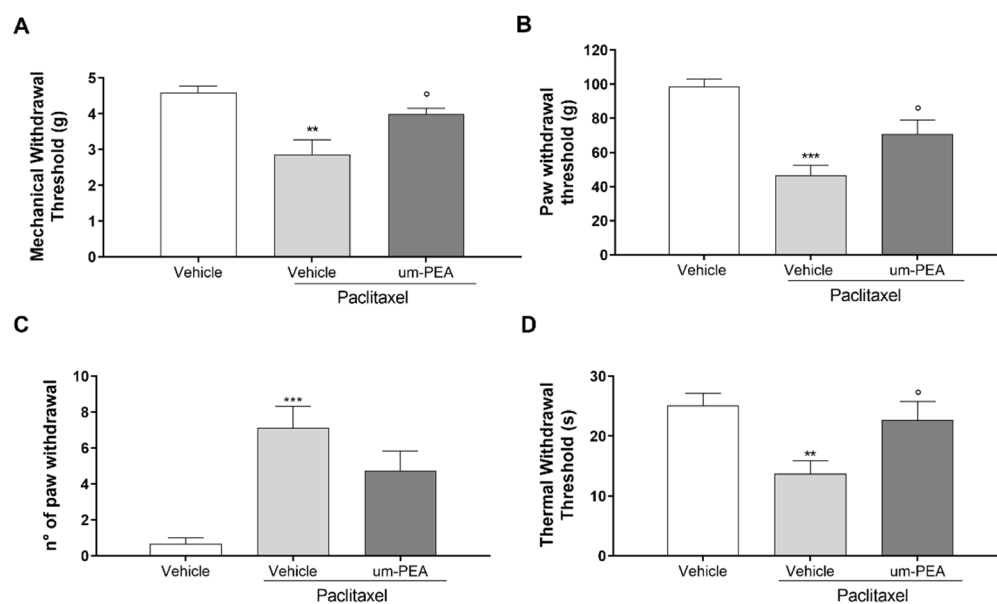 A
Mechanical Withdrawal
Threshold (g)
5
4
3
2
1
0
**
°
Vehicle
Vehicle
um-PEA
Paclitaxel
B
Paw withdrawal
threshold (g)
120
100
80
60
40
20
0
***
°
Vehicle
Vehicle
um-PEA
Paclitaxel
C
n° of paw withdrawal
10
8
6
4
2
0
***
Vehicle
Vehicle
um-PEA
Paclitaxel
D
Thermal Withdrawal
Threshold (s)
30
20
10
0
**
°
Vehicle
Vehicle
um-PEA
Paclitaxel